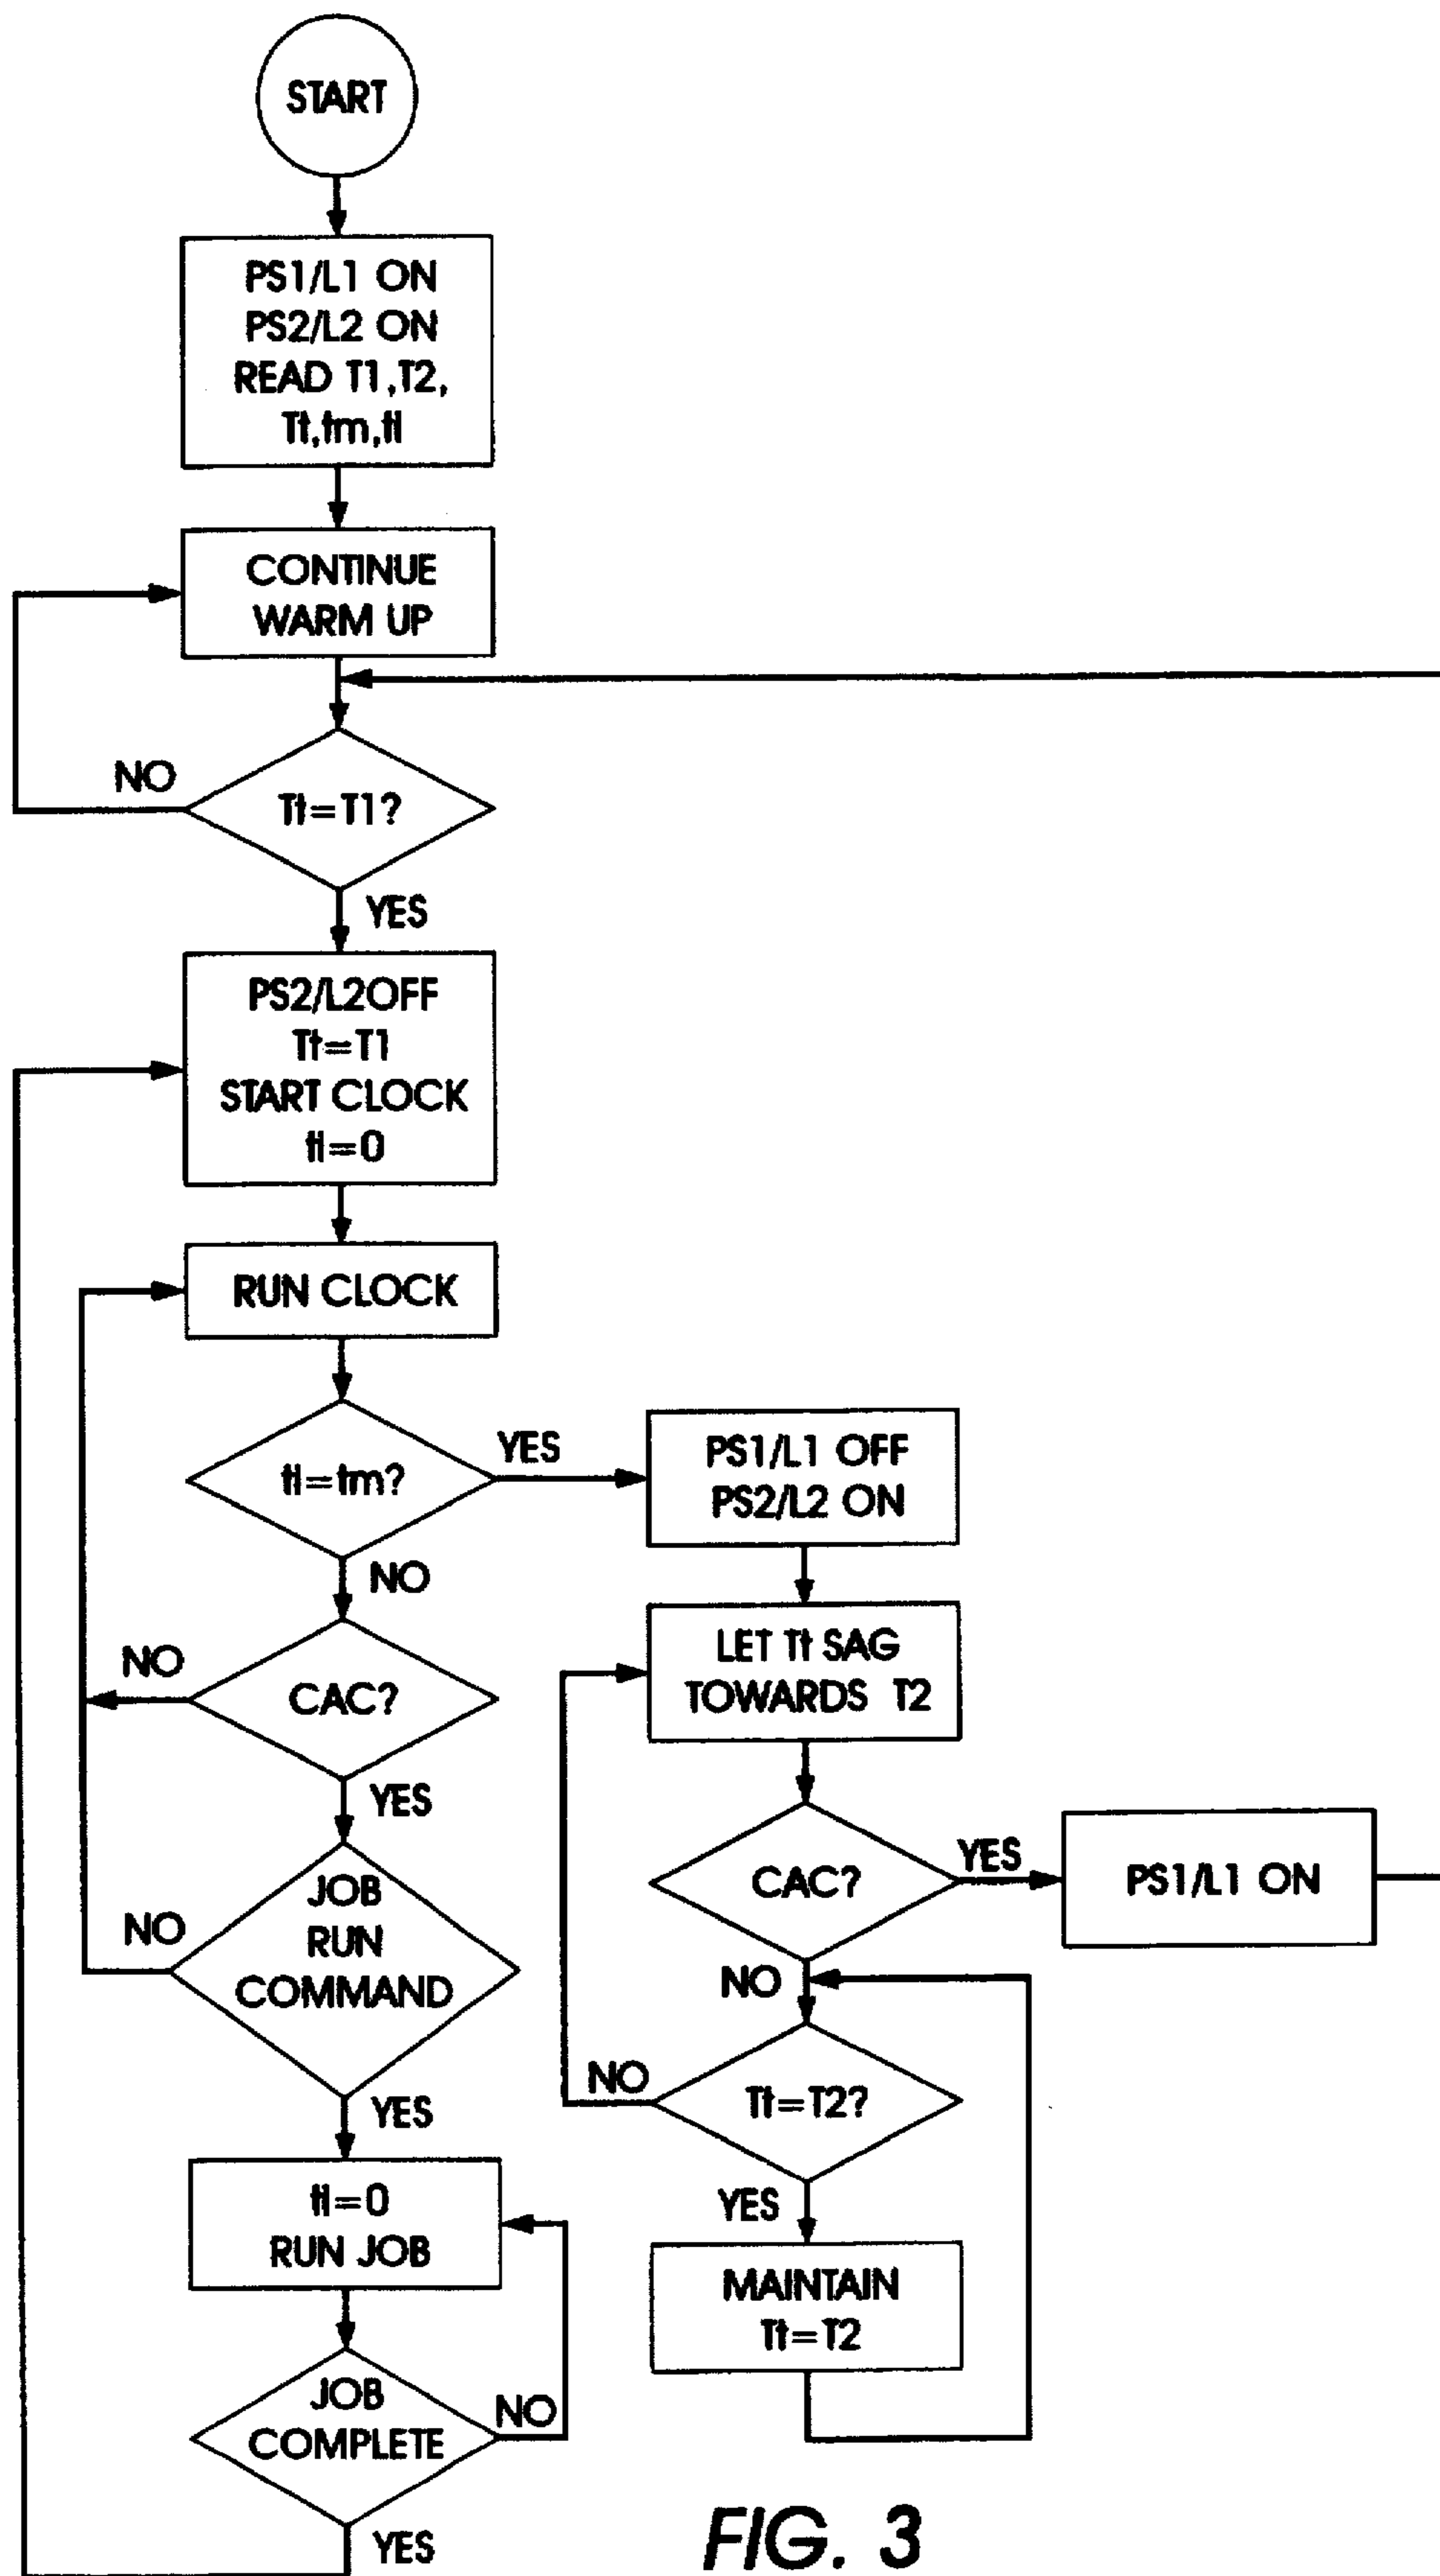 START
PS1/L1 ON
PS2/L2 ON
READ T1,T2,
Tt,tm,tl
CONTINUE
WARM UP
NO
Tt=T1?
YES
PS2/L2OFF
Tt=T1
START CLOCK
tl=0
RUN CLOCK
tl=tm?
YES
PS1/L1 OFF
PS2/L2 ON
NO
LET Tt SAG
TOWARDS T2
NO
CAC?
YES
CAC?
YES
PS1/L1 ON
NO
JOB
RUN
COMMAND
NO
NO
Tt=T2?
YES
YES
tl=0
RUN JOB
MAINTAIN
Tt=T2
JOB
COMPLETE
NO
YES
FIG. 3